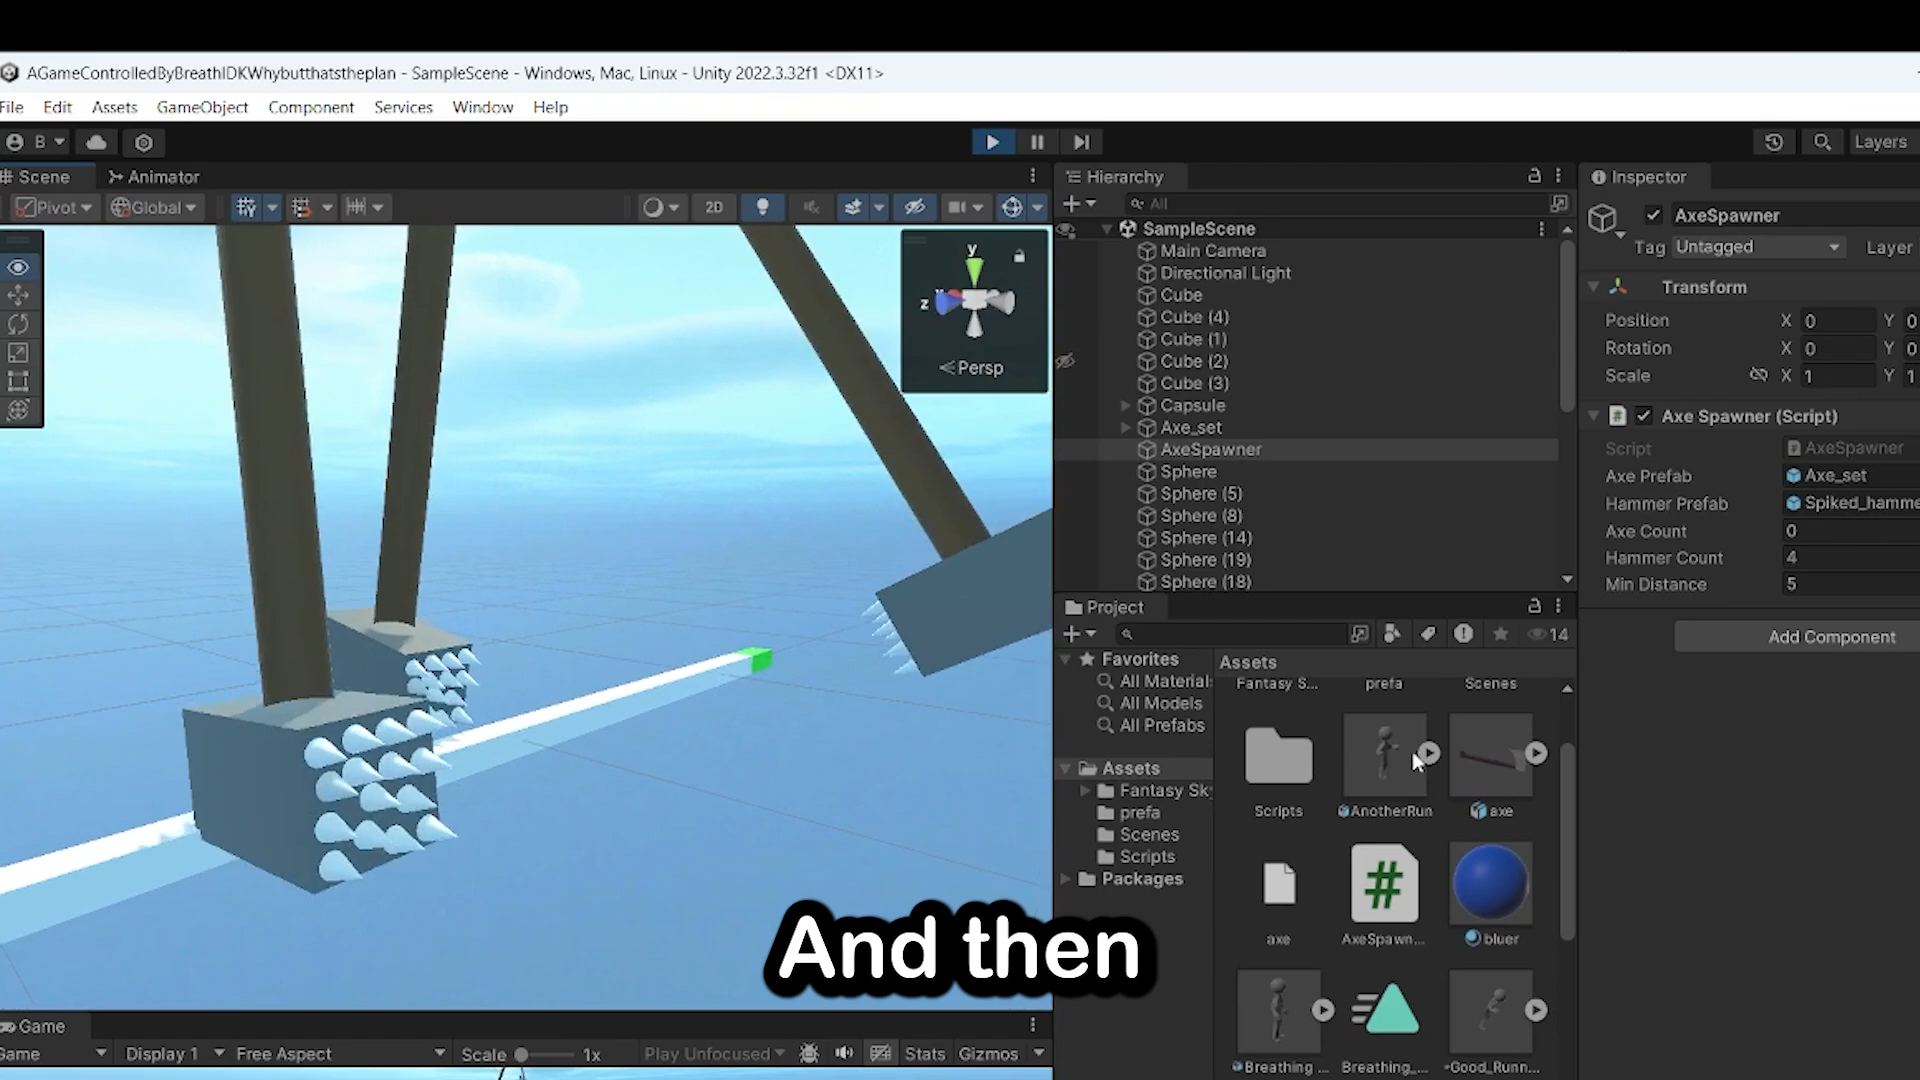 AGameControlledByBreathIDKWhybutthatstheplan - SampleScene - Windows, Mac, Linux - Unity 2022.3.32f1 <DX11>
File Edit Assets GameObject Component Services Window Help
B Layers
Scene Animator
Pivot Global 2D
y
z
Persp
Hierarchy
All
SampleScene
Main Camera
Directional Light
Cube
Cube (4)
Cube (1)
Cube (2)
Cube (3)
Capsule
Axe_set
AxeSpawner
Sphere
Sphere (5)
Sphere (8)
Sphere (14)
Sphere (19)
Sphere (18)
Inspector
AxeSpawner
Tag Untagged Layer
Transform
Position X 0 Y 0
Rotation X 0 Y 0
Scale X 1 Y 1
# Axe Spawner (Script)
Script AxeSpawner
Axe Prefab Axe_set
Hammer Prefab Spiked_hamme
Axe Count 0
Hammer Count 4
Min Distance 5
Add Component
Project
14
Favorites
All Material
All Models
All Prefabs
Assets
Fantasy Sk
prefa
Scenes
Scripts
Packages
Assets
Fantasy S... prefa Scenes
Scripts AnotherRun axe
#
axe AxeSpawn... bluer
Breathing ... Breathing_... Good_Runn...
And then
Game
Game Display 1 Free Aspect Scale 1x Play Unfocused Stats Gizmos